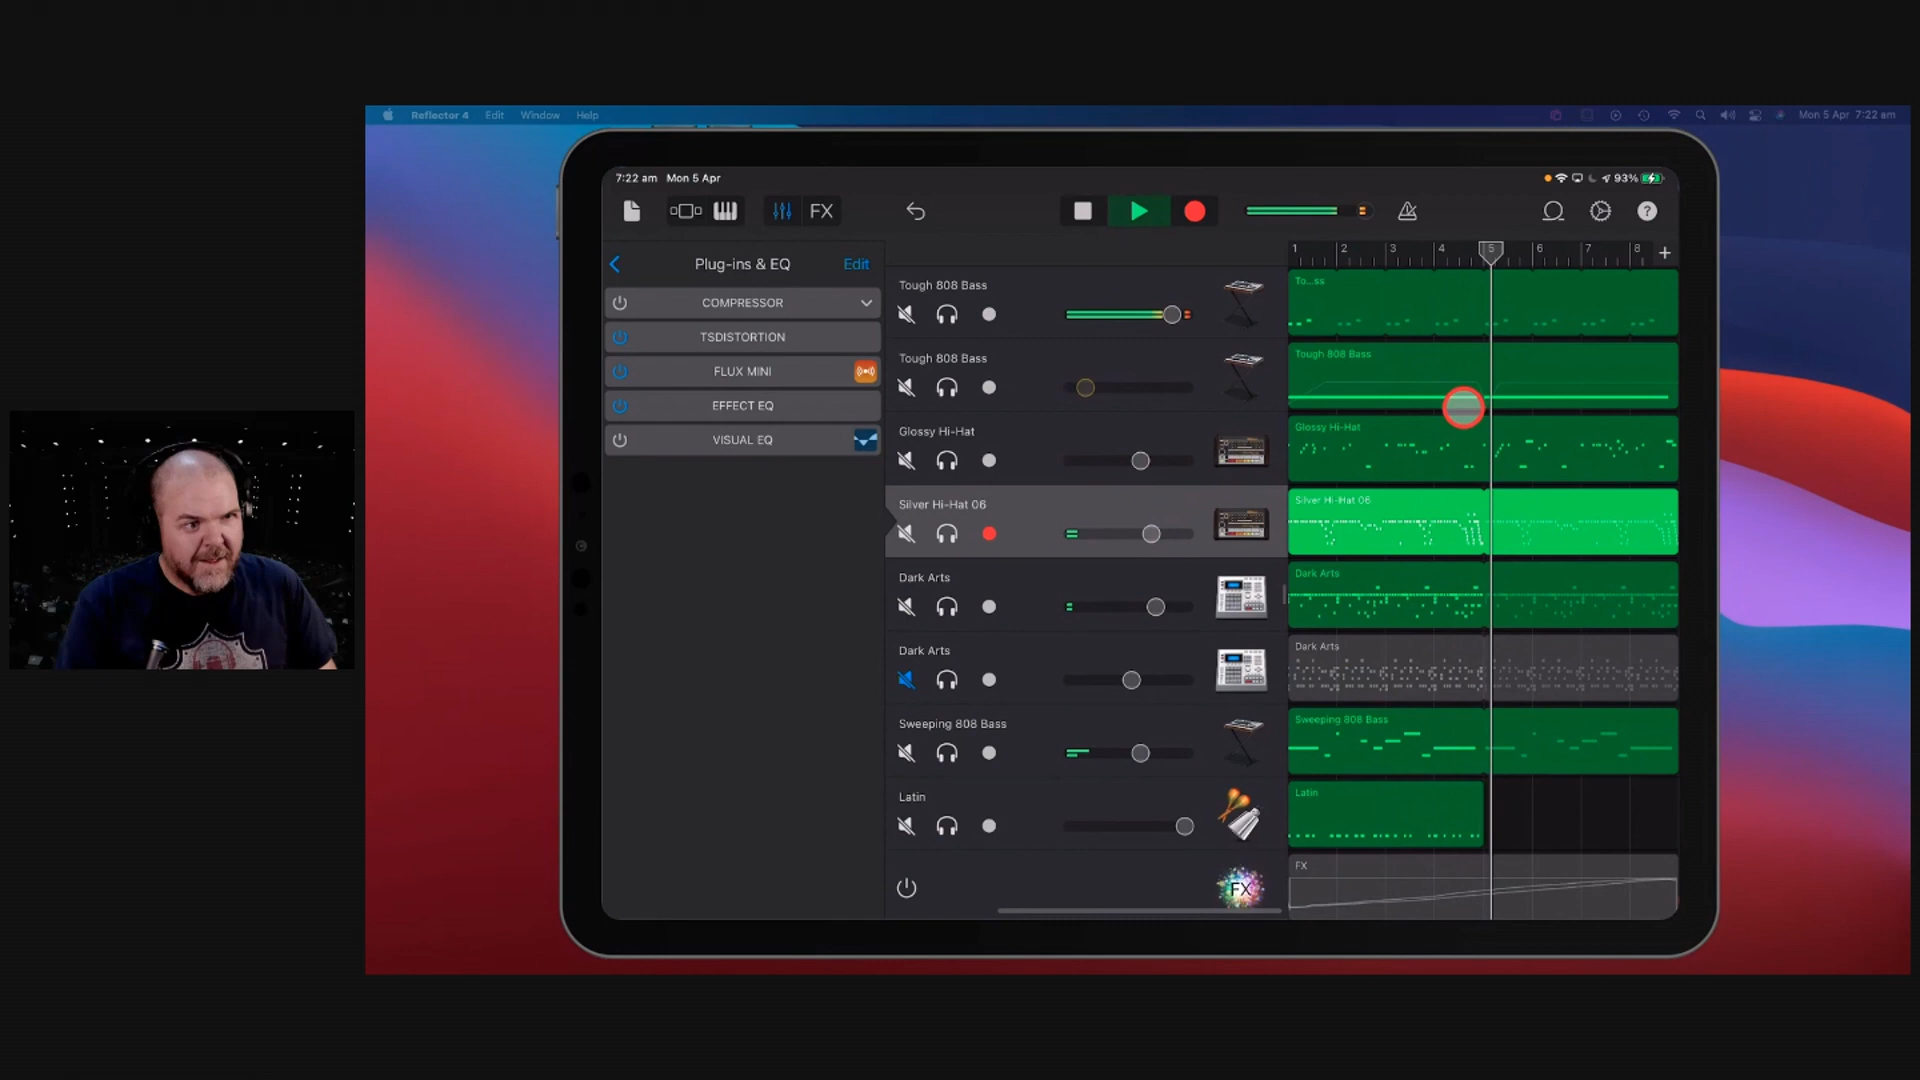 Reflector 4 Edit Window Help
Mon 5 Apr 7:22 am
7:22 am Mon 5 Apr
93%
FX
?
Plug-ins & EQ
Edit
COMPRESSOR
TSDISTORTION
FLUX MINI
EFFECT EQ
VISUAL EQ
1 2 3 4 5 6 7 8 +
Tough 808 Bass
To...ss
Tough 808 Bass
Tough 808 Bass
Glossy Hi-Hat
Glossy Hi-Hat
Silver Hi-Hat 06
Silver Hi-Hat 06
Dark Arts
Dark Arts
Dark Arts
Dark Arts
Sweeping 808 Bass
Sweeping 808 Bass
Latin
Latin
FX
FX